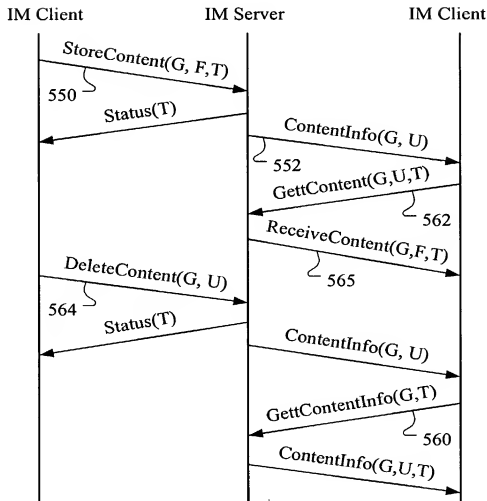 IM Client
IM Server
IM Client
StoreContent(G, F,T)
550
Status(T)
ContentInfo(G, U)
552
GettContent(G,U,T)
562
ReceiveContent(G,F,T)
565
DeleteContent(G, U)
564
Status(T)
ContentInfo(G, U)
GettContentInfo(G,T)
560
ContentInfo(G,U,T)